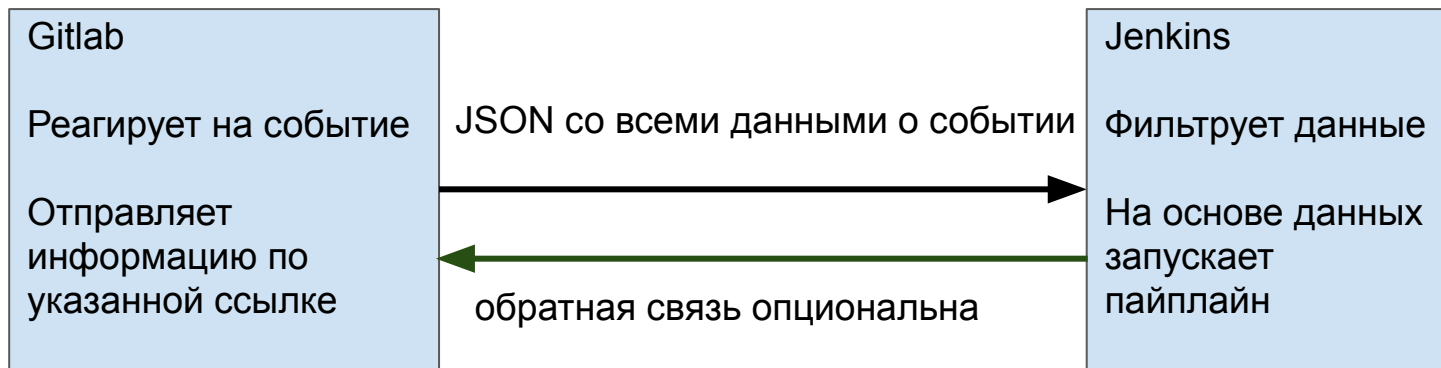 Gitlab
Реагирует на событие
Отправляет
информацию по
указанной ссылке
JSON со всеми данными о событии
обратная связь опциональна
Jenkins
Фильтрует данные
На основе данных
запускает
пайплайн